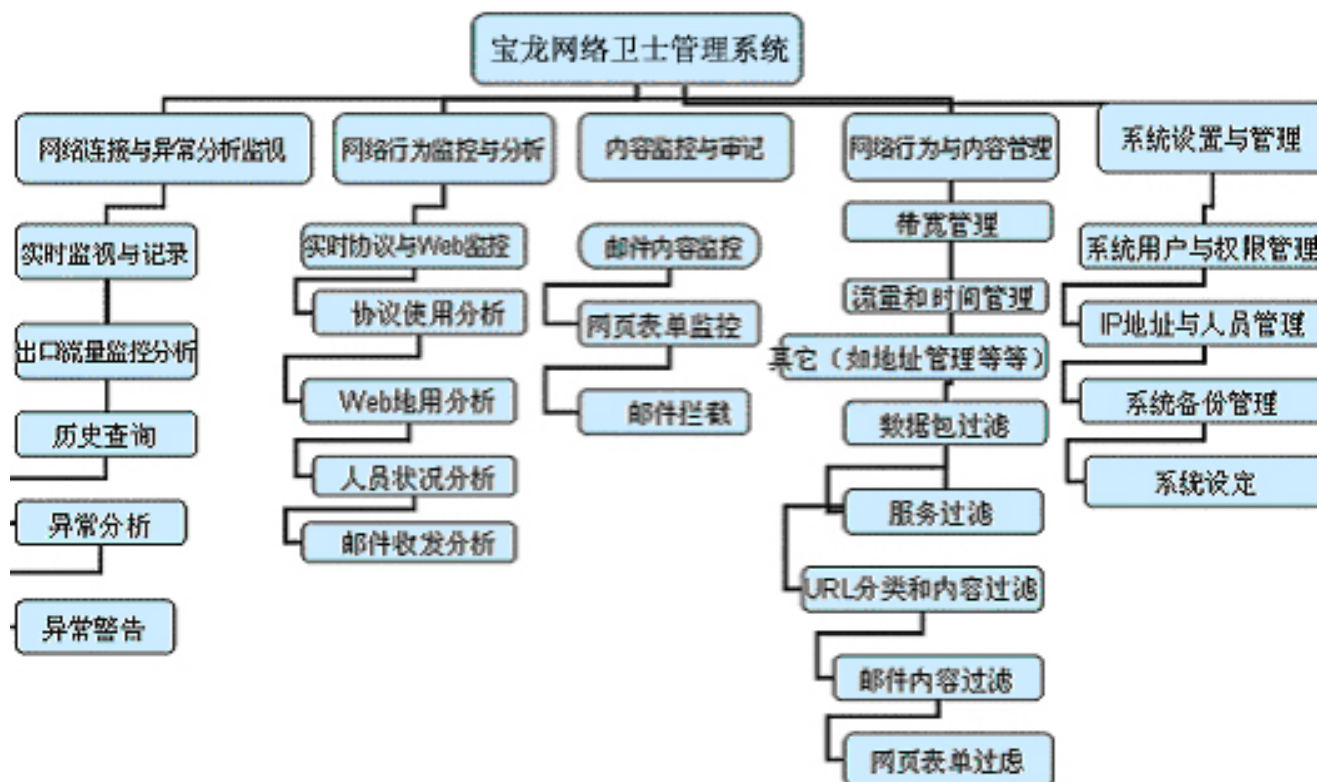 宝龙网络卫士管理系统
网络连接与异常分析监视
网络行为监控与分析
内容监控与审记
网络行为与内容管理
系统设置与管理
实时监视与记录
出口流量监控分析
历史查询
异常分析
异常警告
实时协议与Web监控
协议使用分析
Web地用分析
人员状况分析
邮件收发分析
邮件内容监控
网页表单监控
邮件拦截
带宽管理
流量和时间管理
其它（如地址管理等等）
数据包过滤
服务过滤
URL分类和内容过滤
邮件内容过滤
网页表单过虑
系统用户与权限管理
IP地址与人员管理
系统备份管理
系统设定